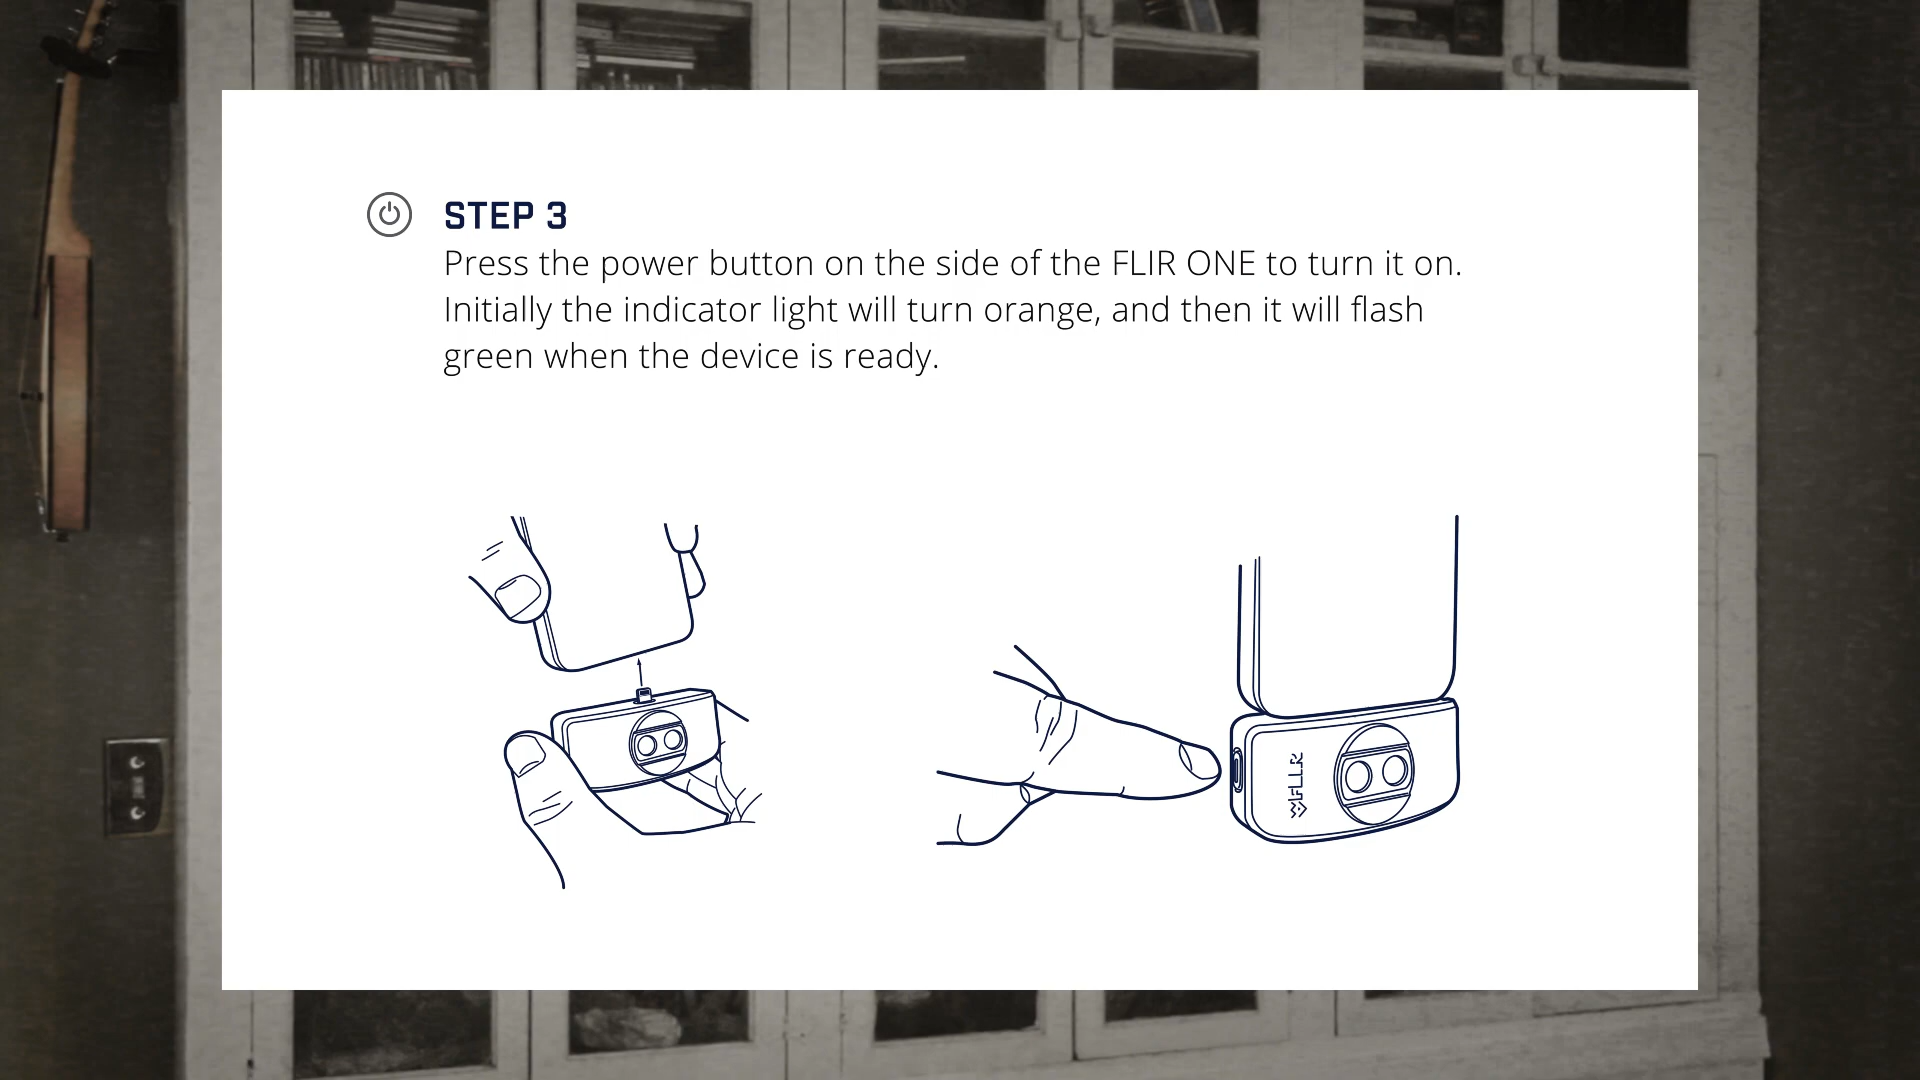 STEP 3
Press the power button on the side of the FLIR ONE to turn it on.
Initially the indicator light will turn orange, and then it will flash
green when the device is ready.
FLIR